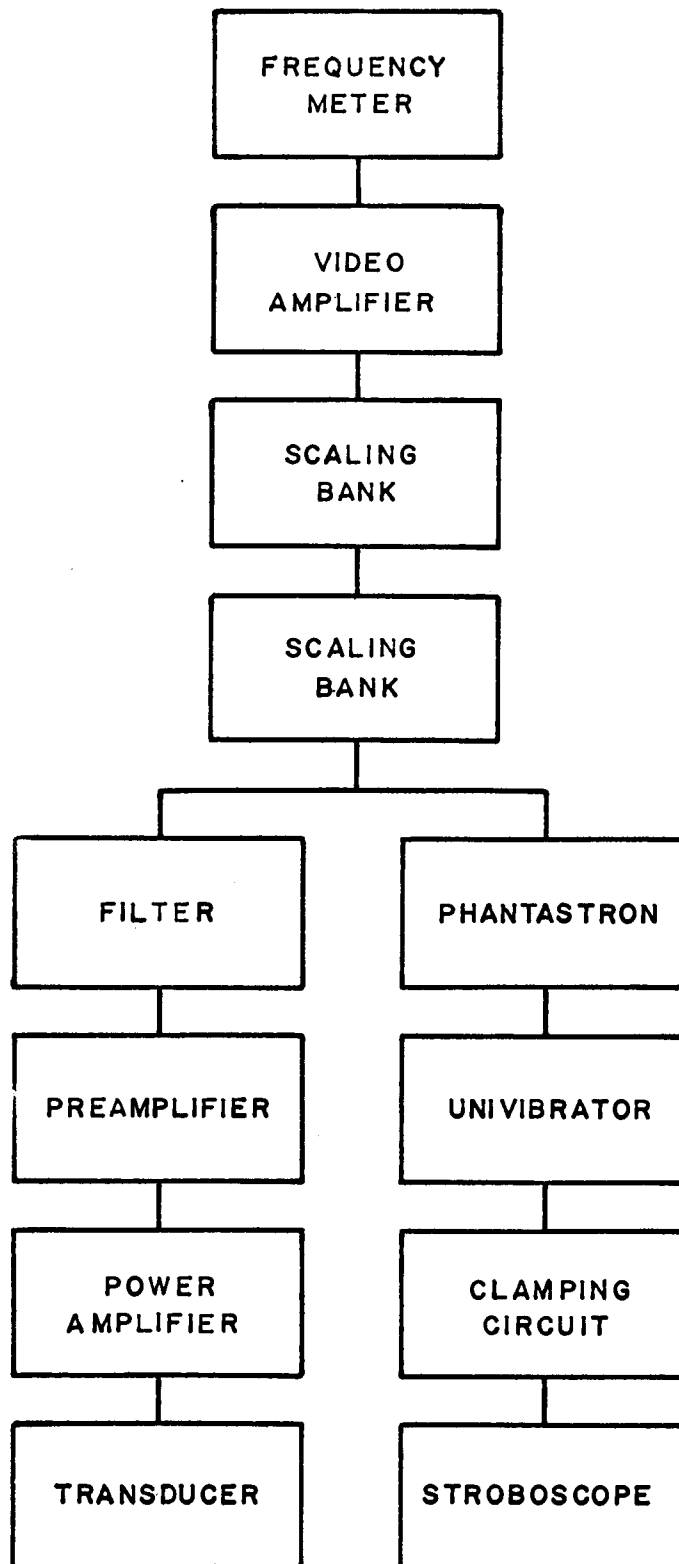 FREQUENCY
METER
VIDEO
AMPLIFIER
SCALING
BANK
SCALING
BANK
FILTER
PHANTASTRON
PREAMPLIFIER
UNIVIBRATOR
POWER
AMPLIFIER
CLAMPING
CIRCUIT
TRANSDUCER
STROBOSCOPE